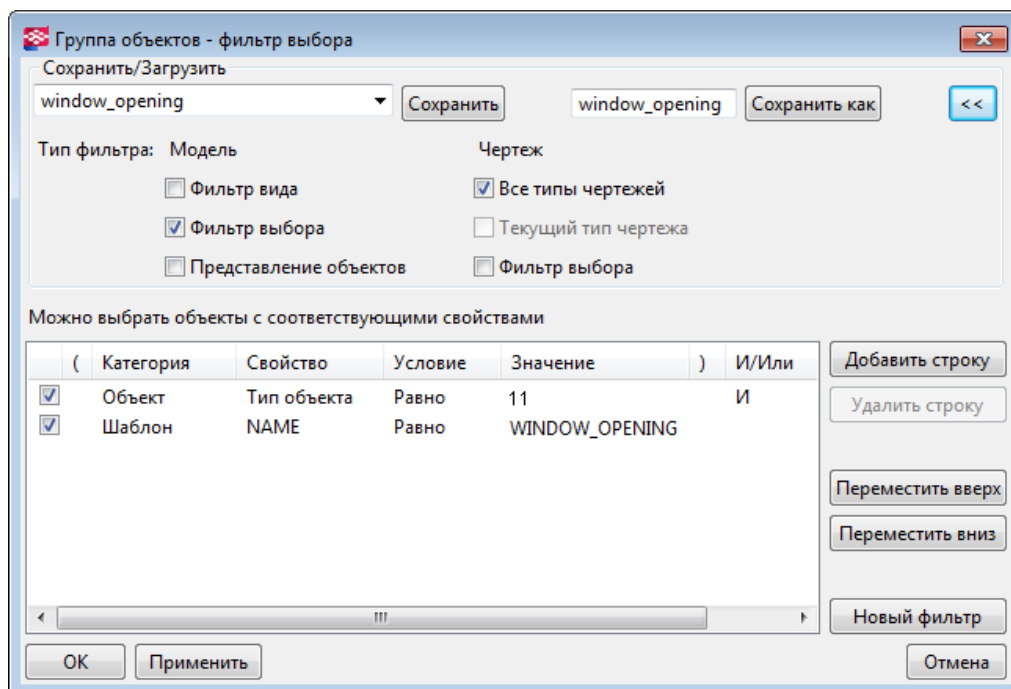 Группа объектов - фильтр выбора
Сохранить/Загрузить
window_opening Сохранить window_opening Сохранить как <<
Тип фильтра: Модель Чертеж
Фильтр вида Все типы чертежей
Фильтр выбора Текущий тип чертежа
Представление объектов Фильтр выбора
Можно выбрать объекты с соответствующими свойствами
( Категория Свойство Условие Значение ) И/Или Добавить строку
Объект Тип объекта Равно 11 И Удалить строку
Шаблон NAME Равно WINDOW_OPENING
Переместить вверх
Переместить вниз
Новый фильтр
OK Применить Отмена